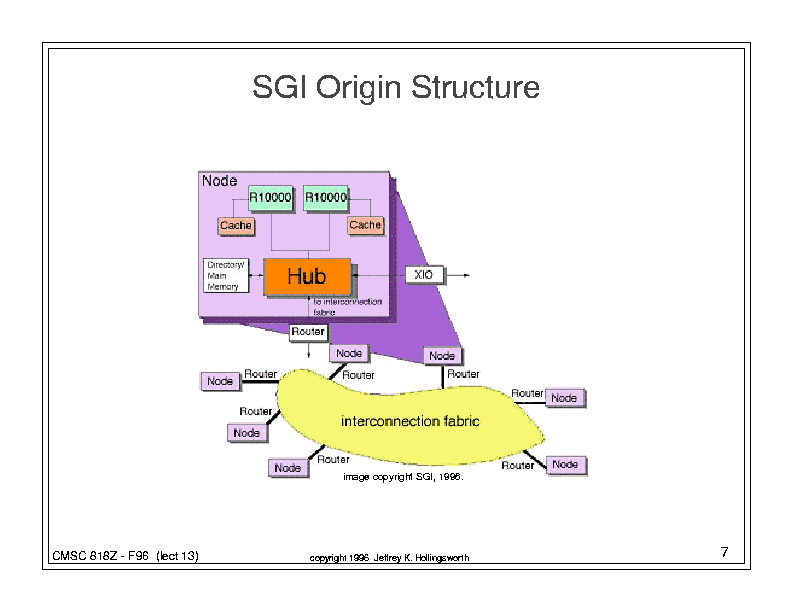 SGI Origin Structure
Node
R10000 R10000
Cache Cache
Directory/
Main
Memory
Hub
XIO
to interconnection
fabric
Router
Node Node
Node Router Router Router
Router Node
Router
interconnection fabric
Node
Node Router Router Node
image copyright SGI, 1996.
CMSC 818Z - F96 (lect 13)
copyright 1996 Jeffrey K. Hollingsworth
7